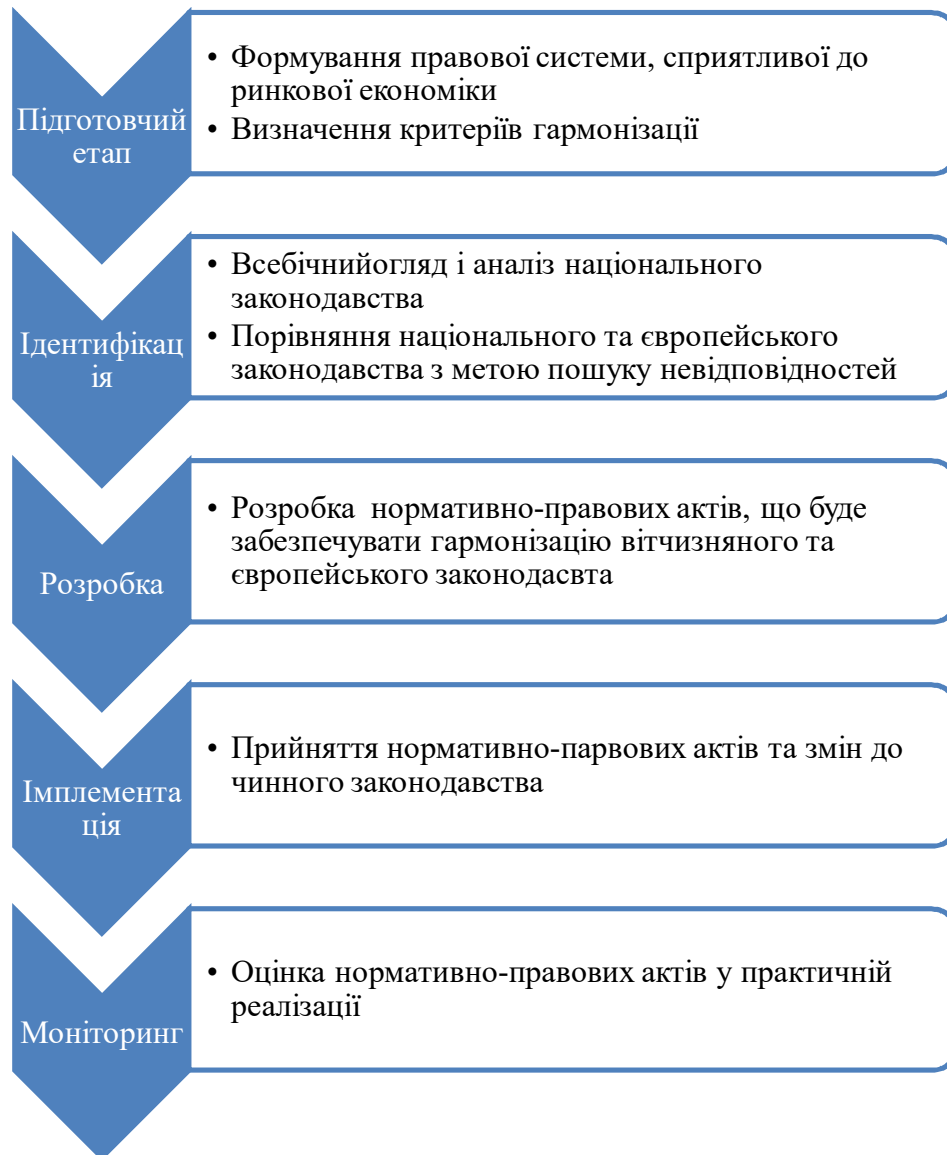 Підготовчий
етап
• Формування правової системи, сприятливої до
ринкової економіки
• Визначення критеріїв гармонізації
Ідентифікац
ія
• Всебічнийогляд і аналіз національного
законодавства
• Порівняння національного та європейського
законодавства з метою пошуку невідповідностей
Розробка
• Розробка  нормативно-правових актів, що буде
забезпечувати гармонізацію вітчизняного та
європейського законодасвта
Імплемента
ція
• Прийняття нормативно-парвових актів та змін до
чинного законодавства
Моніторинг
• Оцінка нормативно-правових актів у практичній
реалізації